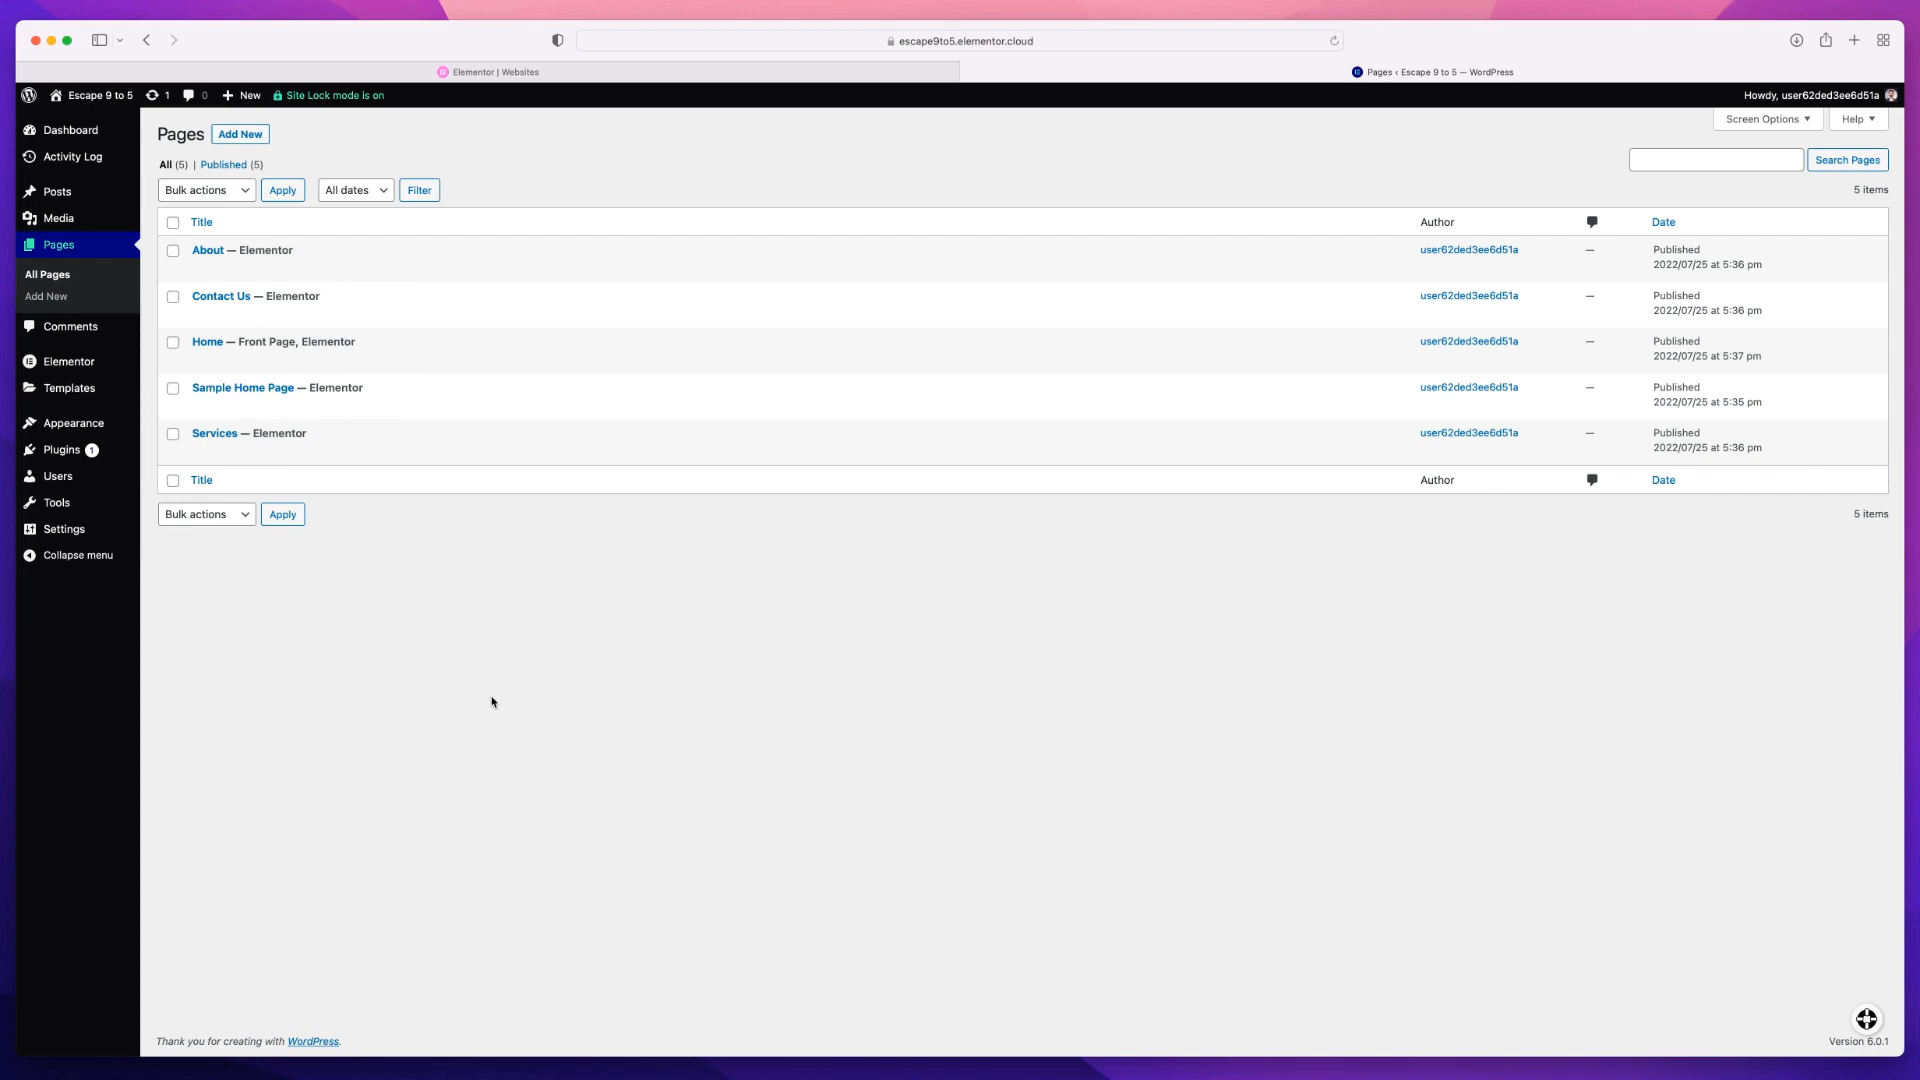 escape9to5.elementor.cloud
Elementor | Websites
Pages ‹ Escape 9 to 5 — WordPress
Escape 9 to 5 1 0 New Site Lock mode is on Howdy, user62ded3ee6d51a
Dashboard
Activity Log
Posts
Media
Pages
All Pages
Add New
Comments
Elementor
Templates
Appearance
Plugins 1
Users
Tools
Settings
Collapse menu
Screen Options Help
Pages Add New
All (5) | Published (5)
Search Pages
Bulk actions Apply All dates Filter 5 items
Title Author Date
About — Elementor user62ded3ee6d51a — Published
2022/07/25 at 5:36 pm
Contact Us — Elementor user62ded3ee6d51a — Published
2022/07/25 at 5:36 pm
Home — Front Page, Elementor user62ded3ee6d51a — Published
2022/07/25 at 5:37 pm
Sample Home Page — Elementor user62ded3ee6d51a — Published
2022/07/25 at 5:35 pm
Services — Elementor user62ded3ee6d51a — Published
2022/07/25 at 5:36 pm
Title Author Date
Bulk actions Apply 5 items
Thank you for creating with WordPress. Version 6.0.1